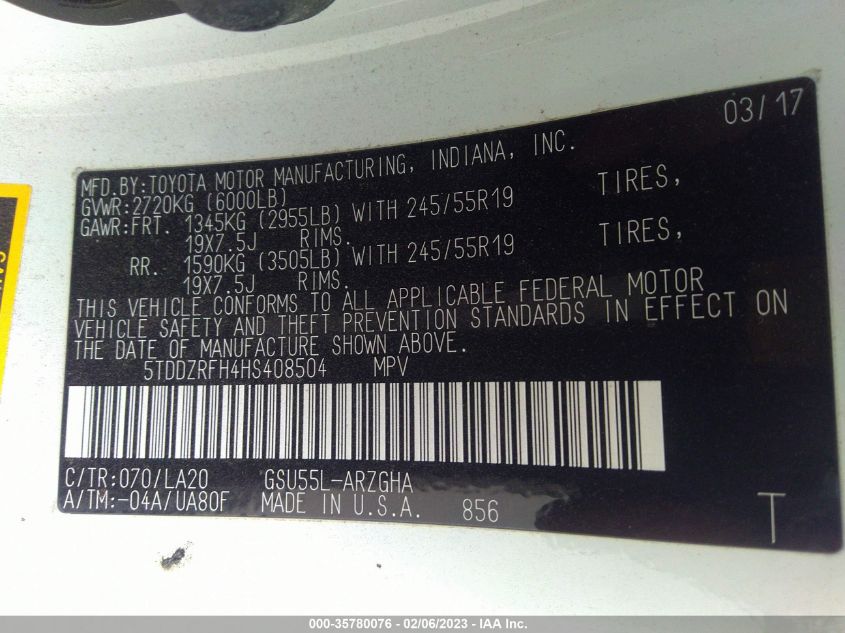 03/17
MFD.BY:TOYOTA MOTOR MANUFACTURING, INDIANA, INC.
GVWR:2720KG (6000LB)
GAWR:FRT. 1345KG (2955LB) WITH 245/55R19 TIRES,
19X7.5J RIMS.
RR. 1590KG (3505LB) WITH 245/55R19 TIRES,
19X7.5J RIMS.
THIS VEHICLE CONFORMS TO ALL APPLICABLE FEDERAL MOTOR
VEHICLE SAFETY AND THEFT PREVENTION STANDARDS IN EFFECT ON
THE DATE OF MANUFACTURE SHOWN ABOVE.
5TDDZRFH4HS408504 MPV
C/TR:070/LA20 GSU55L-ARZGHA
A/TM:-04A/UA80F MADE IN U.S.A. 856 T
000-35780076 - 02/06/2023 - IAA Inc.